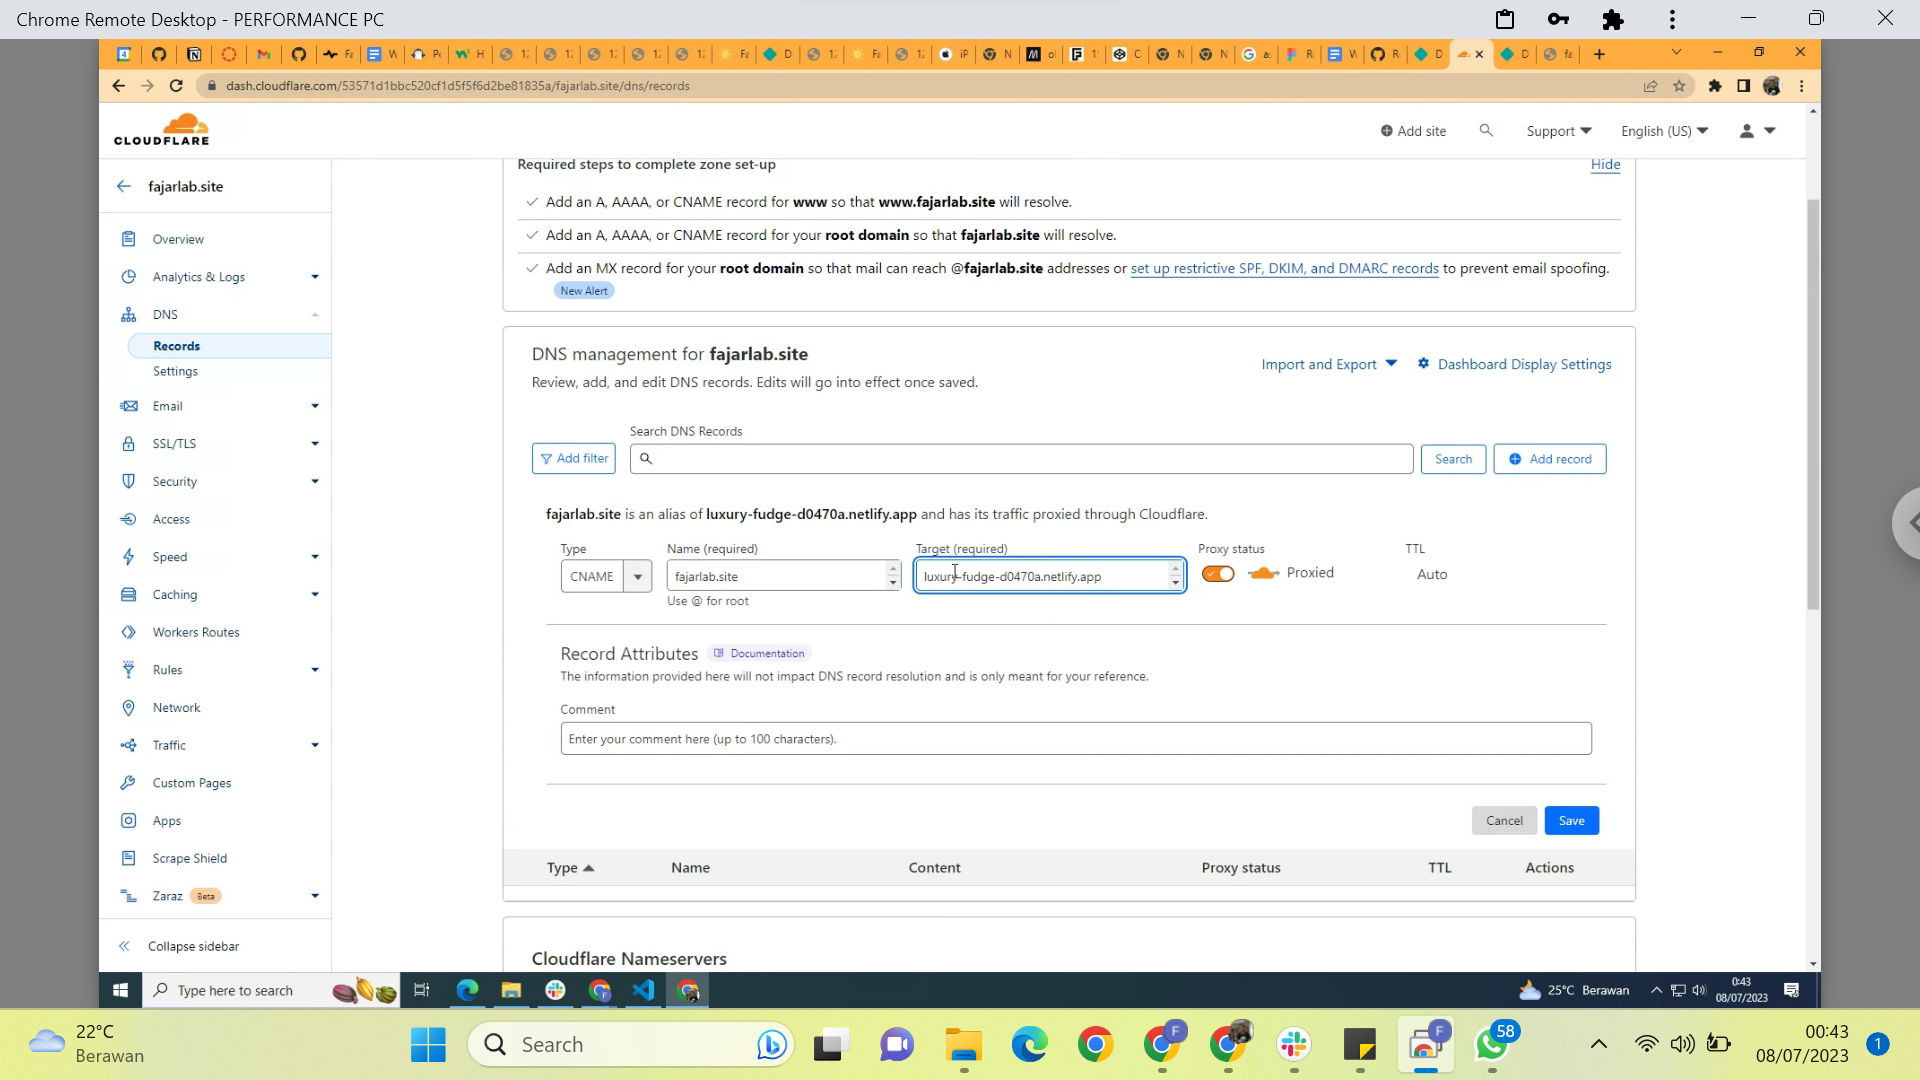 Chrome Remote Desktop - PERFORMANCE PC
dash.cloudflare.com/53571d1bbc520cf1d5f5f6d2be81835a/fajarlab.site/dns/records
CLOUDFLARE
Add site
Support
English (US)
fajarlab.site
Overview
Analytics & Logs
DNS
Records
Settings
Email
SSL/TLS
Security
Access
Speed
Caching
Workers Routes
Rules
Network
Traffic
Custom Pages
Apps
Scrape Shield
Zaraz Beta
Collapse sidebar
Required steps to complete zone set-up
Hide
Add an A, AAAA, or CNAME record for www so that www.fajarlab.site will resolve.
Add an A, AAAA, or CNAME record for your root domain so that fajarlab.site will resolve.
Add an MX record for your root domain so that mail can reach @fajarlab.site addresses or set up restrictive SPF, DKIM, and DMARC records to prevent email spoofing.
New Alert
DNS management for fajarlab.site
Review, add, and edit DNS records. Edits will go into effect once saved.
Import and Export
Dashboard Display Settings
Search DNS Records
Add filter
Search
Add record
fajarlab.site is an alias of luxury-fudge-d0470a.netlify.app and has its traffic proxied through Cloudflare.
Type
Name (required)
Target (required)
Proxy status
TTL
CNAME
fajarlab.site
luxury-fudge-d0470a.netlify.app
Proxied
Auto
Use @ for root
Record Attributes
Documentation
The information provided here will not impact DNS record resolution and is only meant for your reference.
Comment
Enter your comment here (up to 100 characters).
Cancel
Save
Type
Name
Content
Proxy status
TTL
Actions
Cloudflare Nameservers
Type here to search
25°C Berawan
0:43
08/07/2023
22°C
Berawan
Search
58
00:43
08/07/2023
1